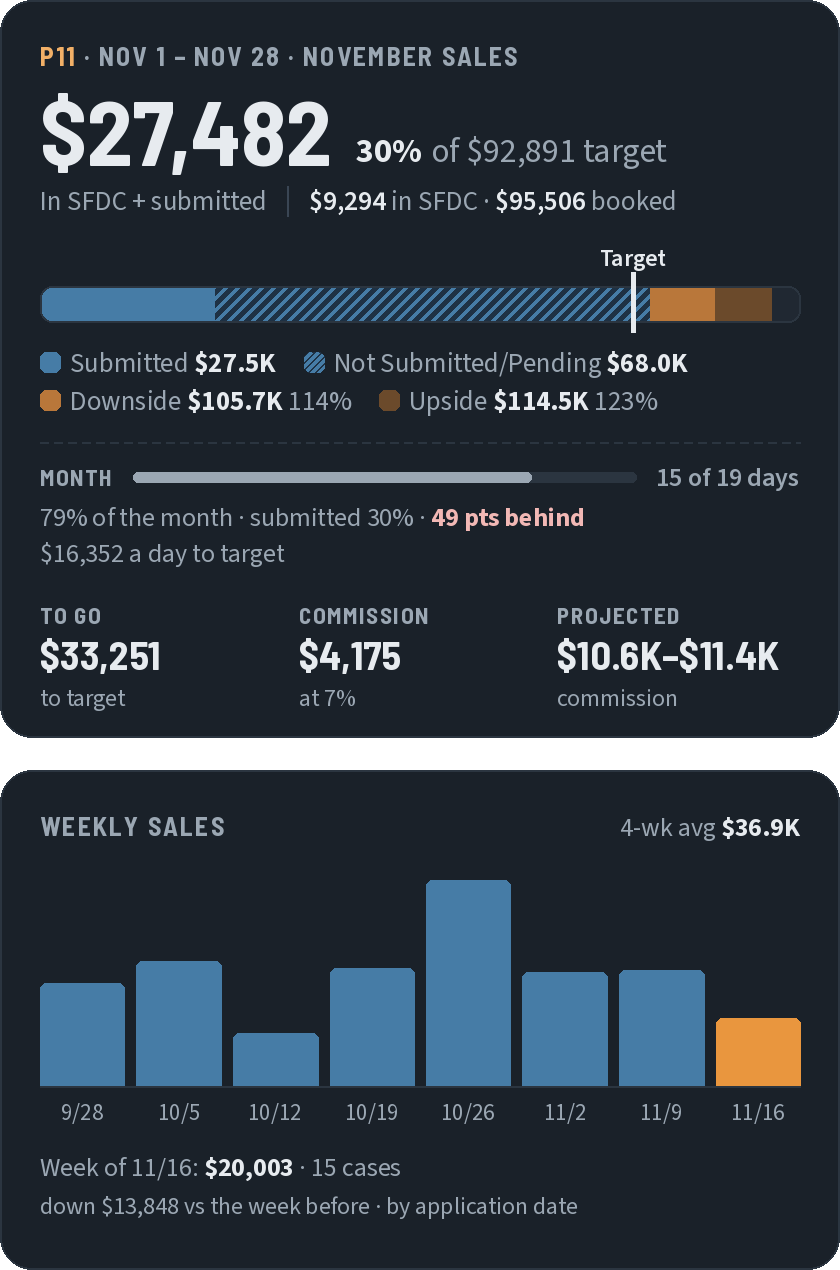 P11 · NOV 1 – NOV 28 · NOVEMBER SALES
$27,482 30% of $92,891 target
In SFDC + submitted $9,294 in SFDC · $95,506 booked
Target
Submitted $27.5K Not Submitted/Pending $68.0K
Downside $105.7K 114% Upside $114.5K 123%
MONTH 15 of 19 days
79% of the month · submitted 30% · 49 pts behind
$16,352 a day to target
TO GO COMMISSION PROJECTED
$33,251 $4,175 $10.6K–$11.4K
to target at 7% commission
WEEKLY SALES 4-wk avg $36.9K
9/28 10/5 10/12 10/19 10/26 11/2 11/9 11/16
Week of 11/16: $20,003 · 15 cases
down $13,848 vs the week before · by application date